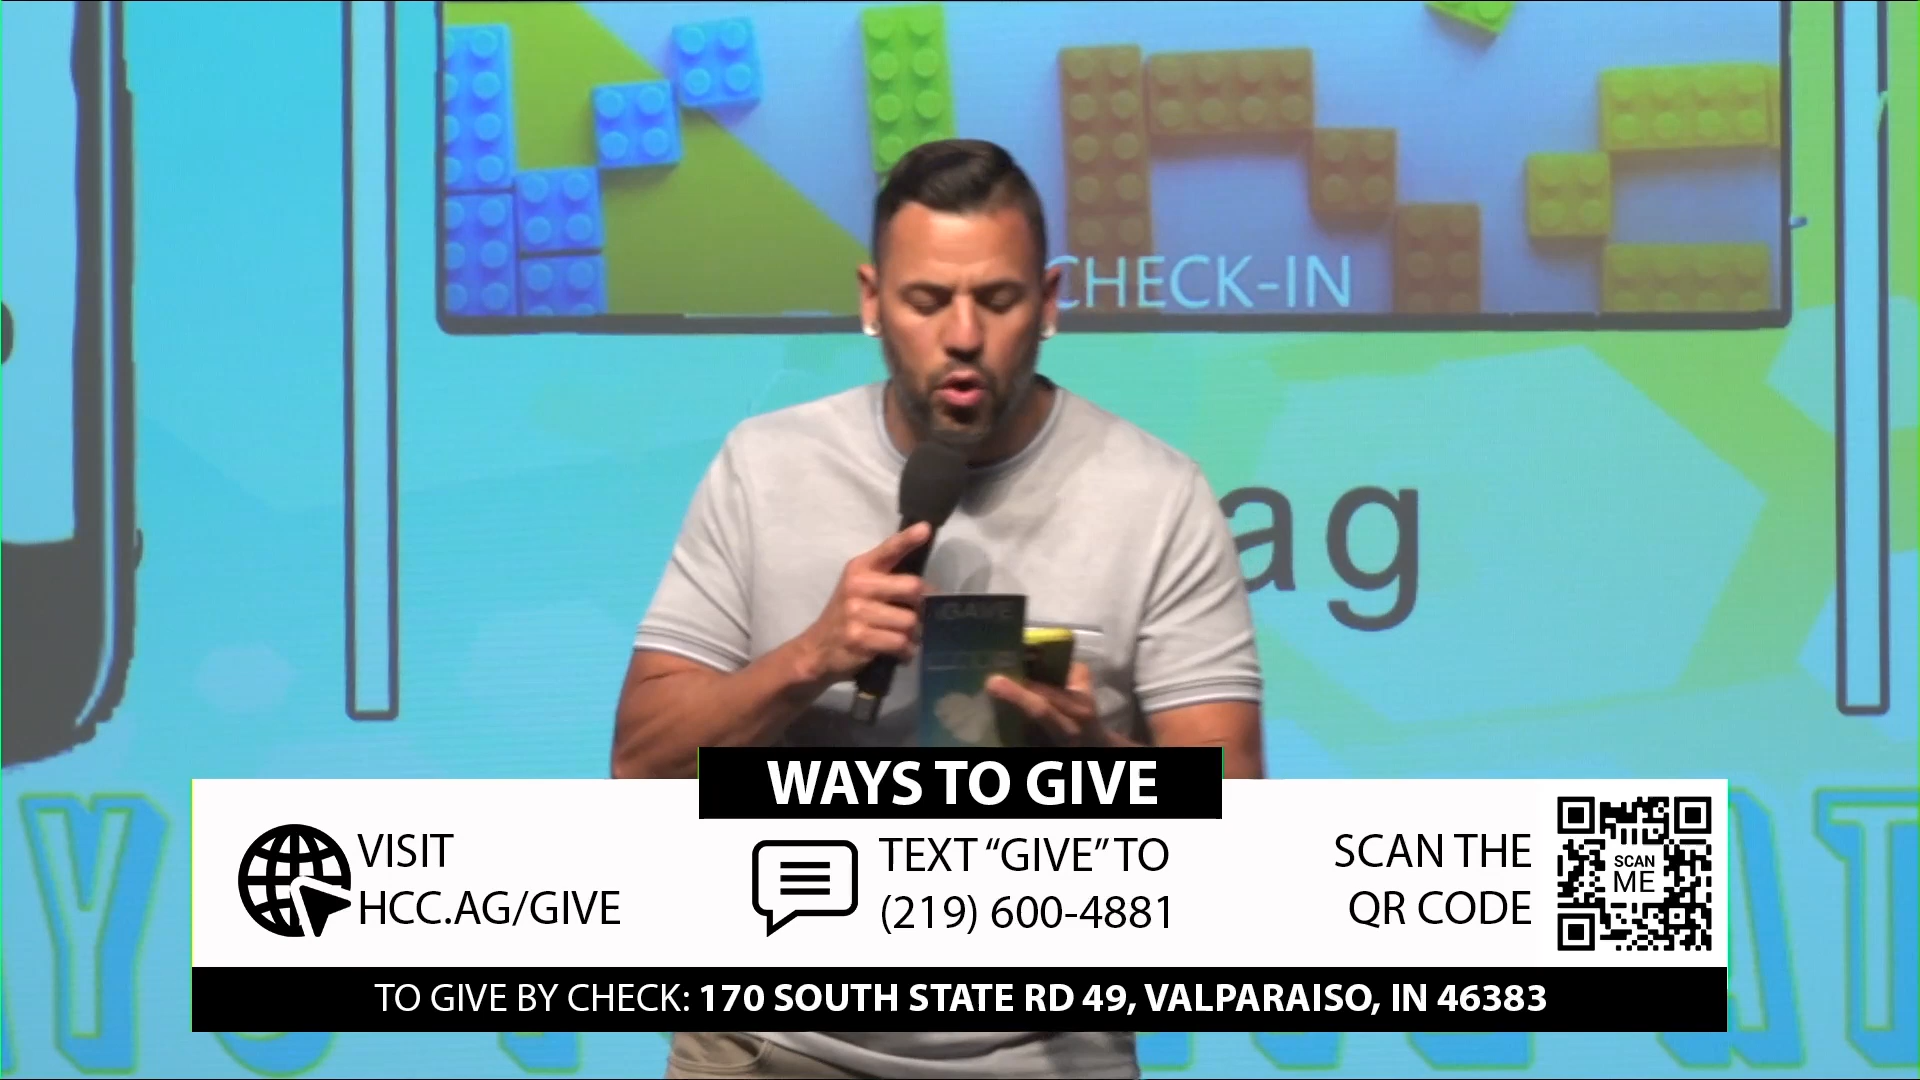 CHECK-IN
ag
GAVE
WAYS TO GIVE
VISIT
HCC.AG/GIVE
TEXT “GIVE” TO
(219) 600-4881
SCAN THE
QR CODE
SCAN
ME
TO GIVE BY CHECK: 170 SOUTH STATE RD 49, VALPARAISO, IN 46383